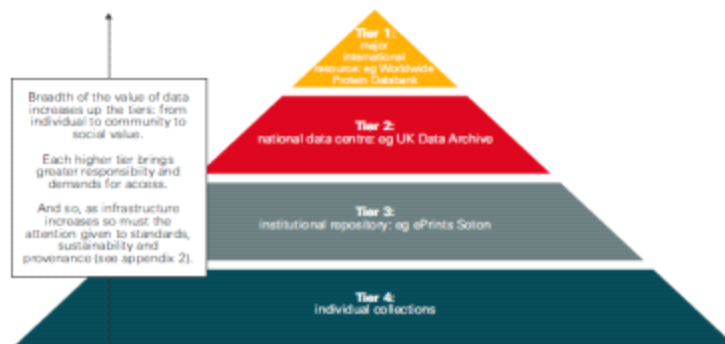 Tier 1:
major
international
resource: eg Worldwide
Protein Databank
Breadth of the value of data
increases up the tiers: from
individual to community to
social value.
Each higher tier brings
greater responsibility and
demands for access.
And so, as infrastructure
increases so must the
attention given to standards,
sustainability and
provenance (see appendix 2).
Tier 2:
national data centre: eg UK Data Archive
Tier 3:
institutional repository: eg ePrints Soton
Tier 4:
individual collections